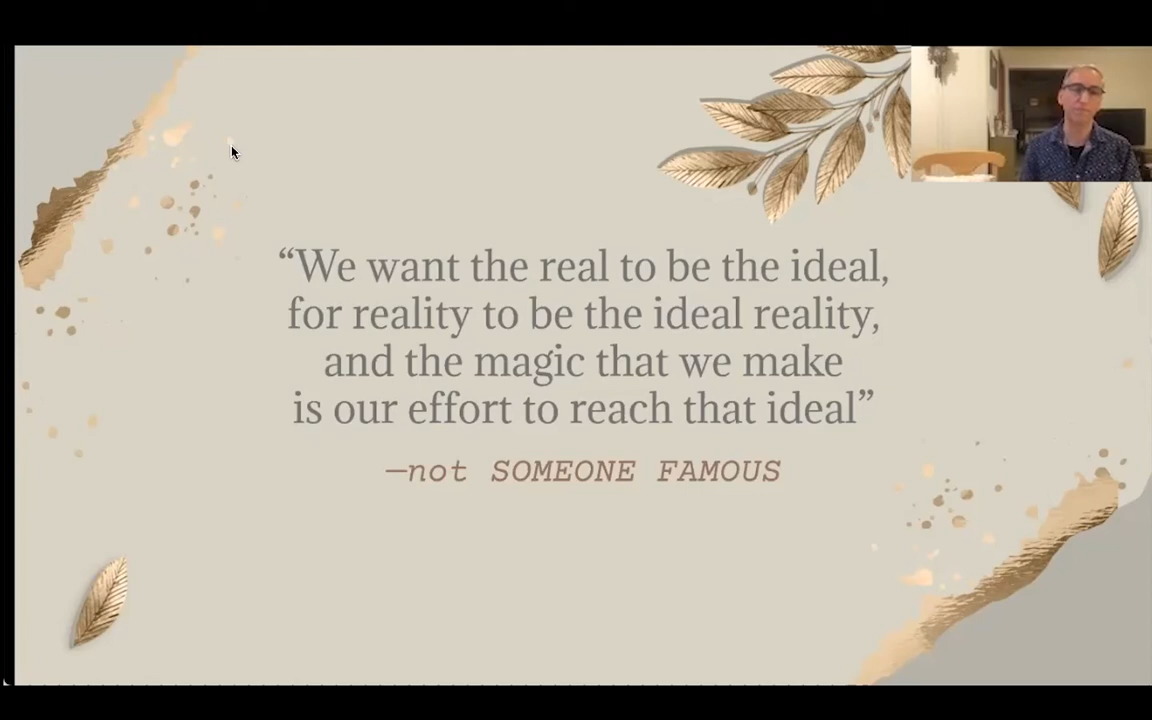 “We want the real to be the ideal,
for reality to be the ideal reality,
and the magic that we make
is our effort to reach that ideal”
—not SOMEONE FAMOUS